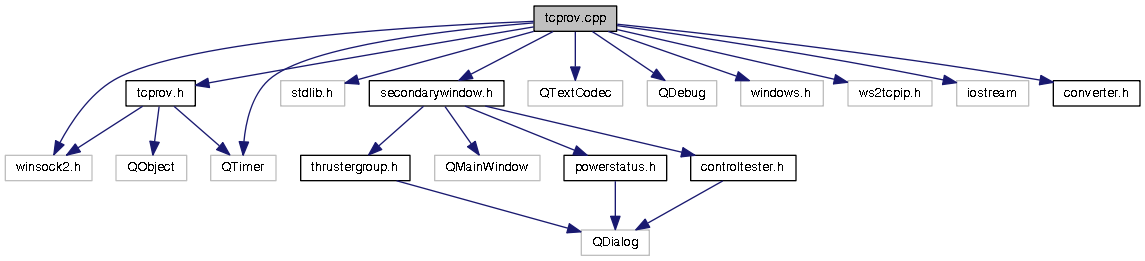 tcprov.cpp
tcprov.h
stdlib.h
secondarywindow.h
QTextCodec
QDebug
windows.h
ws2tcpip.h
iostream
converter.h
winsock2.h
QObject
QTimer
thrustergroup.h
QMainWindow
powerstatus.h
controltester.h
QDialog